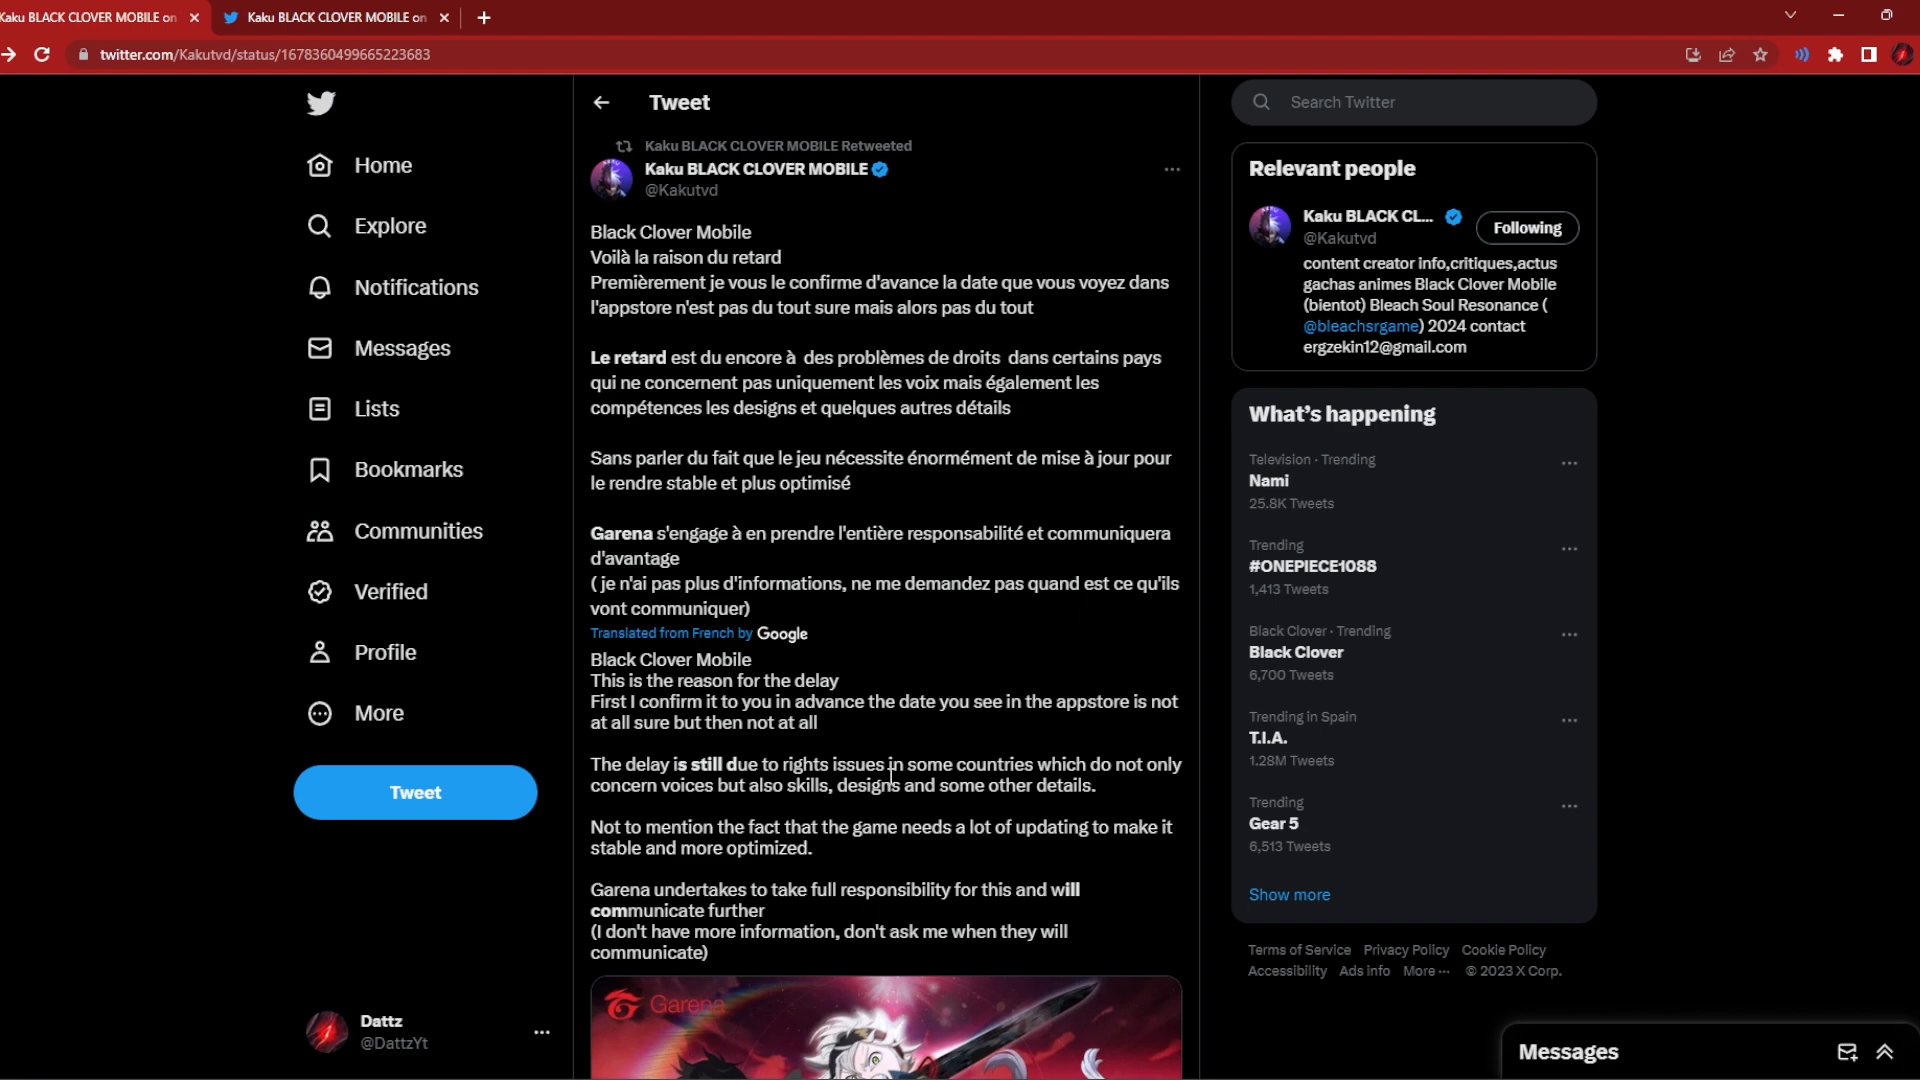 Kaku BLACK CLOVER MOBILE on
Kaku BLACK CLOVER MOBILE on
twitter.com/Kakutvd/status/1678360499665223683
Home
Explore
Notifications
Messages
Lists
Bookmarks
Communities
Verified
Profile
More
Tweet
Dattz
@DattzYt
Tweet
Kaku BLACK CLOVER MOBILE Retweeted
Kaku BLACK CLOVER MOBILE
@Kakutvd
Black Clover Mobile
Voilà la raison du retard
Premièrement je vous le confirme d'avance la date que vous voyez dans
l'appstore n'est pas du tout sure mais alors pas du tout
Le retard est du encore à des problèmes de droits dans certains pays
qui ne concernent pas uniquement les voix mais également les
compétences les designs et quelques autres détails
Sans parler du fait que le jeu nécessite énormément de mise à jour pour
le rendre stable et plus optimisé
Garena s'engage à en prendre l'entière responsabilité et communiquera
d'avantage
( je n'ai pas plus d'informations, ne me demandez pas quand est ce qu'ils
vont communiquer)
Translated from French by Google
Black Clover Mobile
This is the reason for the delay
First I confirm it to you in advance the date you see in the appstore is not
at all sure but then not at all
The delay is still due to rights issues in some countries which do not only
concern voices but also skills, designs and some other details.
Not to mention the fact that the game needs a lot of updating to make it
stable and more optimized.
Garena undertakes to take full responsibility for this and will
communicate further
(I don't have more information, don't ask me when they will
communicate)
Garena
Search Twitter
Relevant people
Kaku BLACK CL...
@Kakutvd
Following
content creator info,critiques,actus
gachas animes Black Clover Mobile
(bientot) Bleach Soul Resonance (
@bleachsrgame) 2024 contact
ergzekin12@gmail.com
What's happening
Television · Trending
Nami
25.8K Tweets
Trending
#ONEPIECE1088
1,413 Tweets
Black Clover · Trending
Black Clover
6,700 Tweets
Trending in Spain
T.I.A.
1.28M Tweets
Trending
Gear 5
6,513 Tweets
Show more
Terms of Service Privacy Policy Cookie Policy
Accessibility Ads info More ··· © 2023 X Corp.
Messages